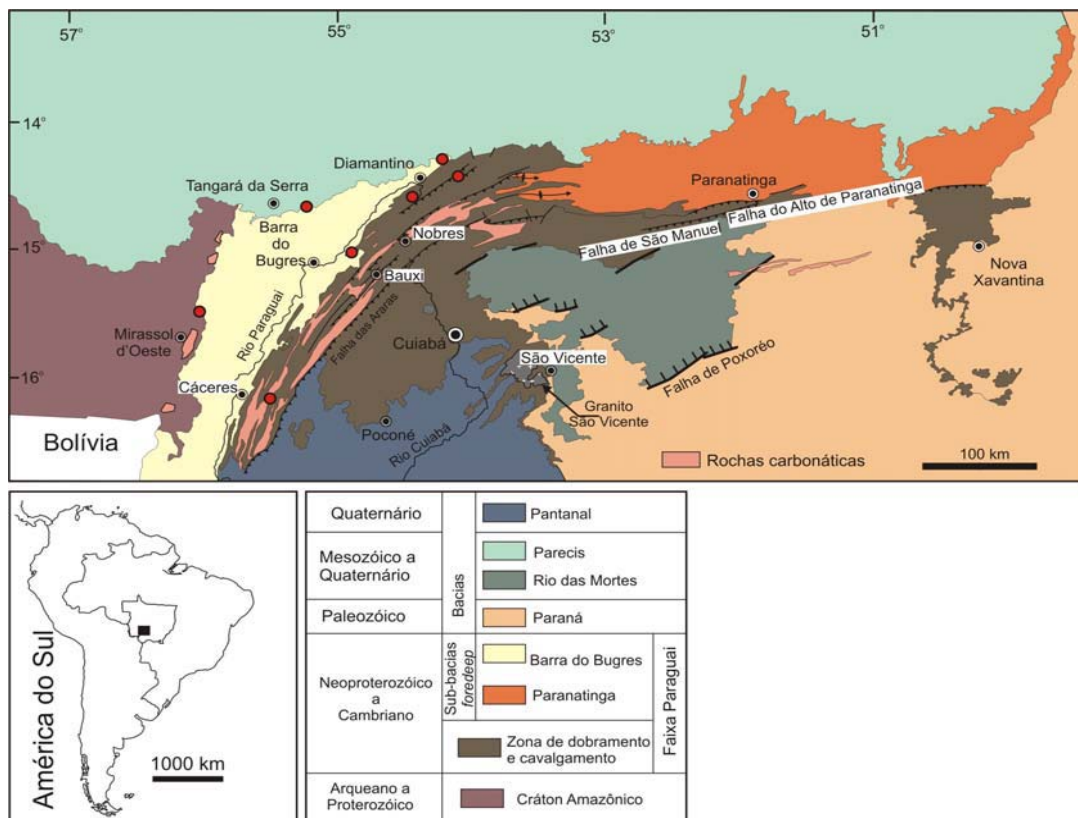 57°
55°
53°
51°
14°
15°
16°
Diamantino
Tangará da Serra
Barra
do
Bugres
Nobres
Bauxi
Paranatinga
Falha do Alto de Paranatinga
Falha de São Manuel
Nova
Xavantina
Rio Paraguai
Falha das Araras
Mirassol
d'Oeste
Cuiabá
São Vicente
Falha de Poxoréo
Cáceres
Granito
São Vicente
Bolívia
Poconé
Rio Cuiabá
Rochas carbonáticas
100 km
América do Sul
1000 km
Quaternário
Pantanal
Mesozóico a
Quaternário
Bacias
Parecis
Rio das Mortes
Paleozóico
Paraná
Neoproterozóico
a
Cambriano
Sub-bacias
foredeep
Barra do Bugres
Paranatinga
Faixa Paraguai
Zona de dobramento
e cavalgamento
Arqueano a
Proterozóico
Cráton Amazônico